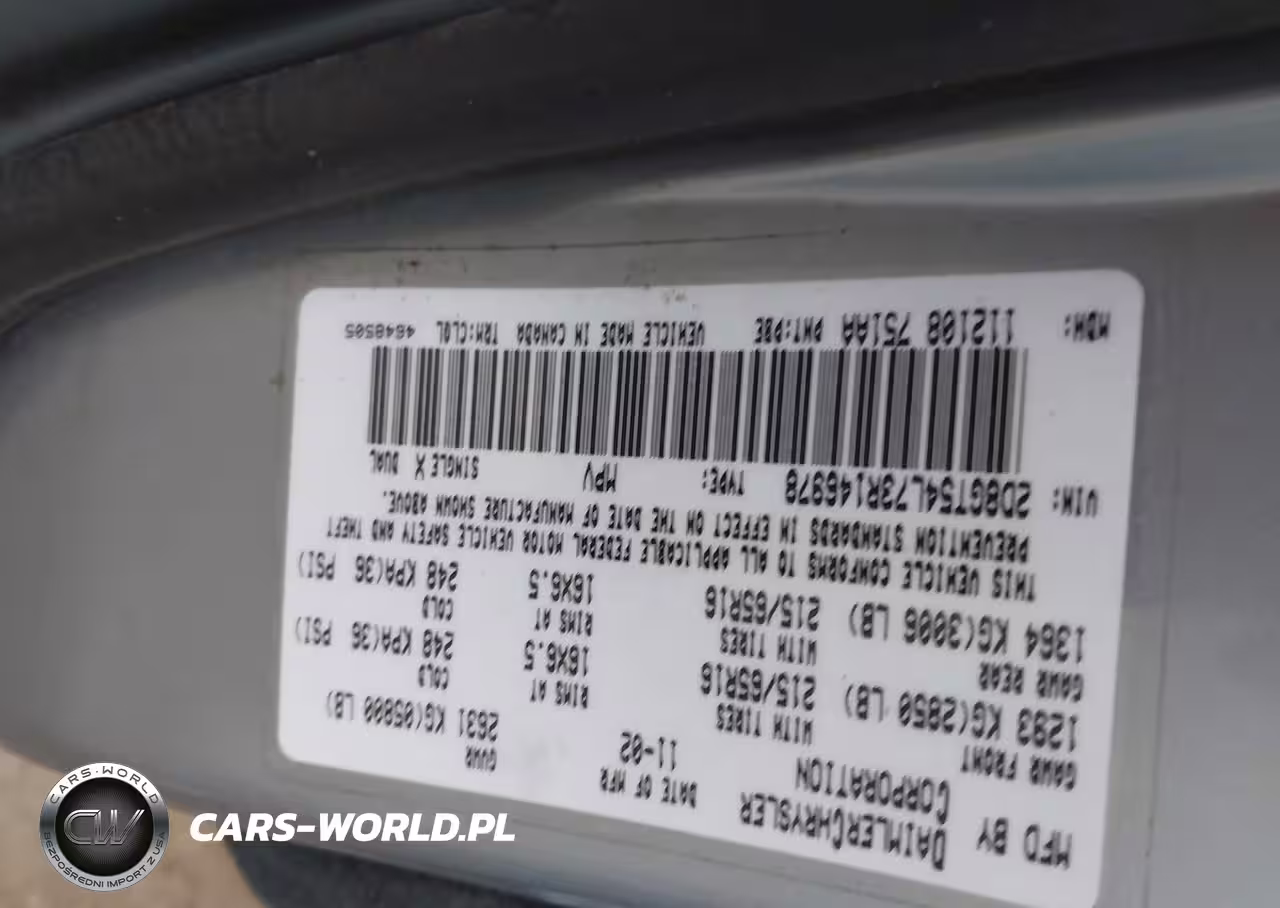 MFD BY DAIMLERCHRYSLER CORPORATION DATE OF MFR 11-02 GVWR 2631 KG(05800 LB)
GAWR FRONT 1293 KG(2850 LB) WITH TIRES 215/65R16 RIMS AT 16X6.5 COLD 248 KPA(36 PSI)
GAWR REAR 1364 KG(3006 LB) WITH TIRES 215/65R16 RIMS AT 16X6.5 COLD 248 KPA(36 PSI)
THIS VEHICLE CONFORMS TO ALL APPLICABLE FEDERAL MOTOR VEHICLE SAFETY AND THEFT
PREVENTION STANDARDS IN EFFECT ON THE DATE OF MANUFACTURE SHOWN ABOVE.
VIN: 2D8GT54L73R146978 TYPE: MPV SINGLE X DUAL
MDH: 112108 751AA PNT:PBE VEHICLE MADE IN CANADA TRM:CLDL 4648505
CARS-WORLD
CW
BEZPOŚREDNI IMPORT Z USA
CARS-WORLD.PL